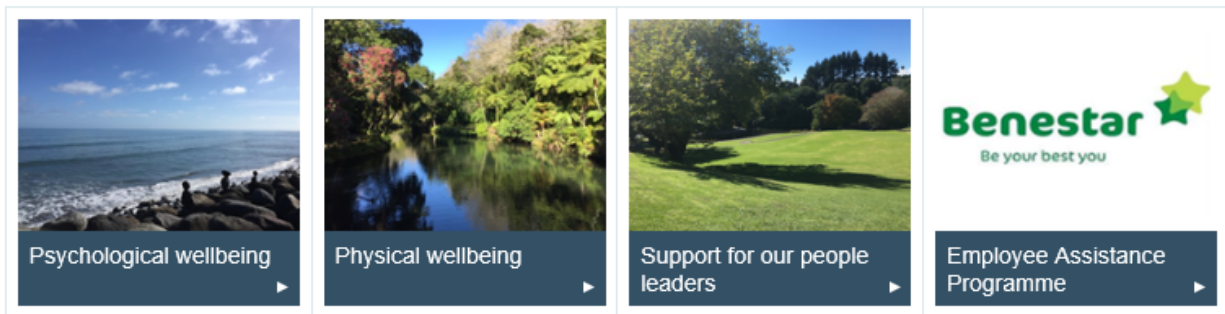 Benestar
Be your best you
Psychological wellbeing
Physical wellbeing
Support for our people
leaders
Employee Assistance
Programme